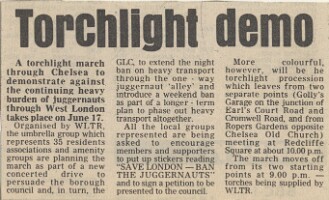 Torchlight demo
A torchlight march
through Chelsea to
demonstrate against
the continuing heavy
burden of juggernauts
through West London
takes place on June 17.
Organised by WLTR,
the umbrella group which
represents 35 residents
associations and amenity
groups are planning the
march as part of a new
concerted drive to
persuade the borough
council and, in turn, the
GLC, to extend the night
ban on heavy transport
through the one - way
juggernaut 'alley' and
introduce a weekend ban
as part of a longer - term
plan to phase out heavy
transport altogether.
All the local groups
represented are being
asked to encourage
members and supporters
to put up stickers reading
"SAVE LONDON — BAN
THE JUGGERNAUTS"
and to sign a petition to be
presented to the council.
More colourful,
however, will be he
torchlight procession
which leaves from two
separate points (Golly's
Garage on the junction of
Earl's Court Road and
Cromwell Road, and from
Ropers Gardens opposite
Chelsea Old Church)
meeting at Redcliffe
Square at about 10.00 p.m.
The march moves off
from its two starting
points at 9.00 p.m. —
torches being supplied by
WLTR.